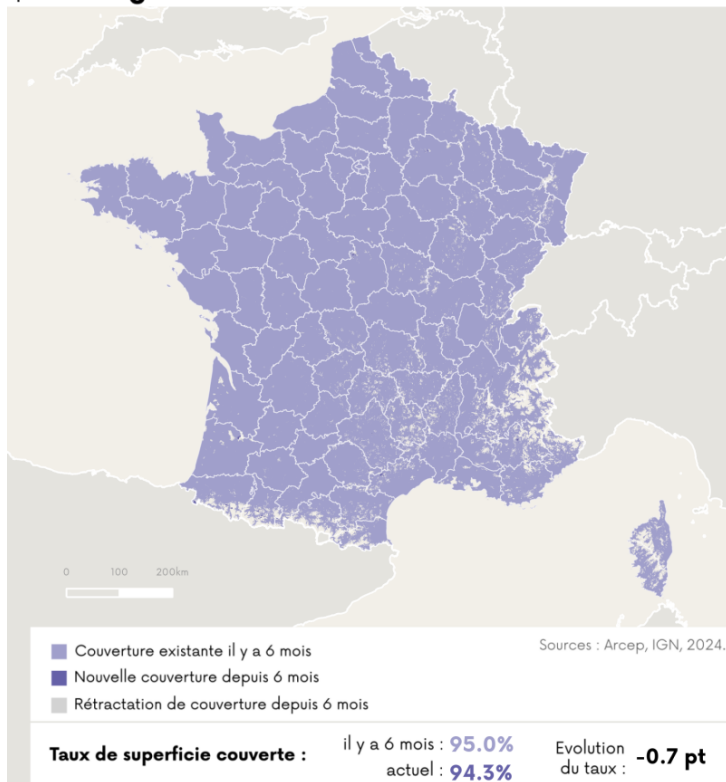 0 100 200km
Couverture existante il y a 6 mois
Sources : Arcep, IGN, 2024.
Nouvelle couverture depuis 6 mois
Rétractation de couverture depuis 6 mois
Taux de superficie couverte :
il y a 6 mois : 95.0%
actuel : 94.3%
Evolution
du taux : -0.7 pt